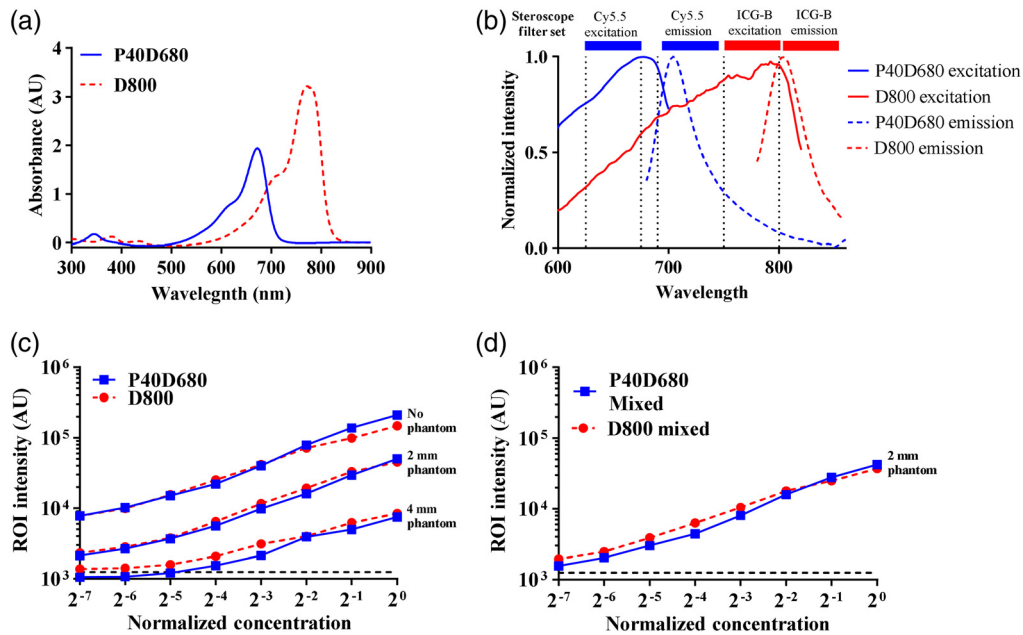 (a)
P40D680
D800
Absorbance (AU)
4
3
2
1
0
300 400 500 600 700 800 900
Wavelegnth (nm)
(b)
Steroscope filter set
Cy5.5 excitation
Cy5.5 emission
ICG-B excitation
ICG-B emission
P40D680 excitation
D800 excitation
P40D680 emission
D800 emission
Normalized intensity
1.0
0.5
0.0
600 700 800
Wavelength
(c)
P40D680
D800
ROI intensity (AU)
10^6
10^5
10^4
10^3
No phantom
2 mm phantom
4 mm phantom
2^-7 2^-6 2^-5 2^-4 2^-3 2^-2 2^-1 2^0
Normalized concentration
(d)
P40D680
Mixed
D800 mixed
ROI intensity (AU)
10^6
10^5
10^4
10^3
2 mm phantom
2^-7 2^-6 2^-5 2^-4 2^-3 2^-2 2^-1 2^0
Normalized concentration